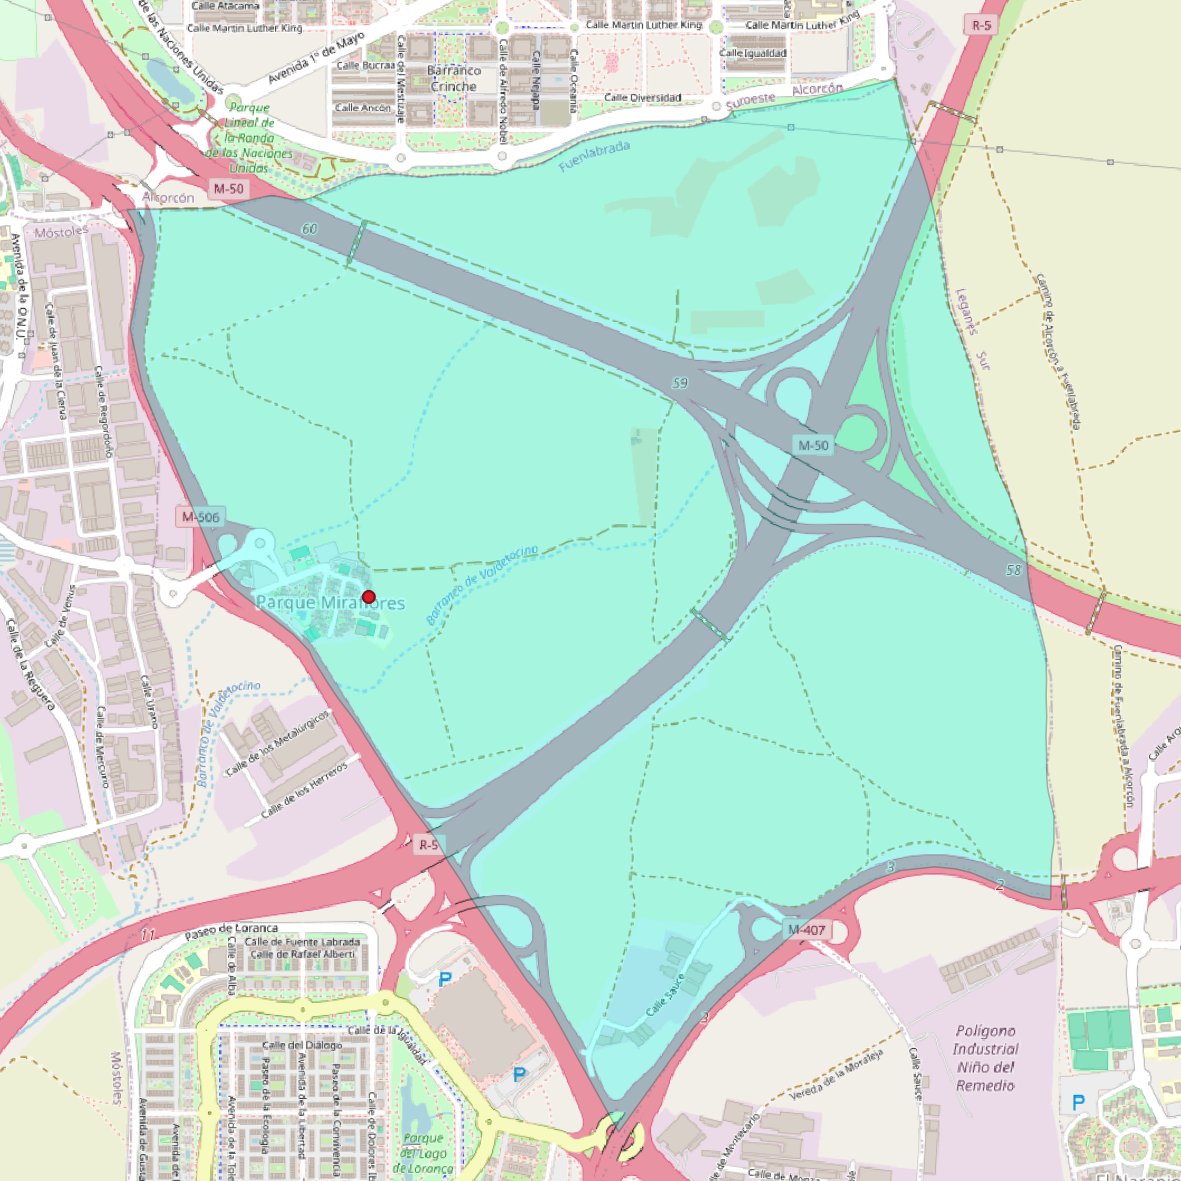 Calle Atacama
Calle Martin Luther King
Calle Martin Luther King
Calle Martin Luther King
R-5
de las Naciones Unidas
Avenida 1º de Mayo
Calle Bucraa
Calle del Mestizaje
Barranco
Crinche
Calle de Alfredo Nobel
Calle Nejapa
Calle Oceanía
Calle Igualdad
Calle Ancón
Calle Diversidad
Suroeste
Alcorcón
Parque
Lineal de
la Ronda
de las Naciones
Unidas
Fuenlabrada
M-50
Alcorcón
Móstoles
60
Avenida de la O.N.U.
Calle de Juan de la Cierva
Calle de Regordoño
Leganés
Sur
Camino de Alcorcón a Fuenlabrada
59
M-50
M-506
58
Barranco de Valdetocino
Parque Miraflores
Calle de Venus
Calle de la Reguera
Calle Urano
Calle de Mercurio
Barranco de Valdetocino
Calle de los Metalúrgicos
Calle de los Herreros
Camino de Fuenlabrada a Alcorcón
R-5
3
2
M-407
11
Paseo de Loranca
Calle de Fuente Labrada
Calle de Rafael Alberti
Calle de Alba
P
Calle Sauce
2
Calle de la Igualdad
Calle del Diálogo
Móstoles
Paseo de la Ecología
Avenida de la Libertad
Paseo de la Convivencia
P
Polígono
Industrial
Niño del
Remedio
Vereda de la Moraleja
Calle Sauce
P
Parque
del Lago
de Loranca
Calle de Montecarlo
El Naranjo